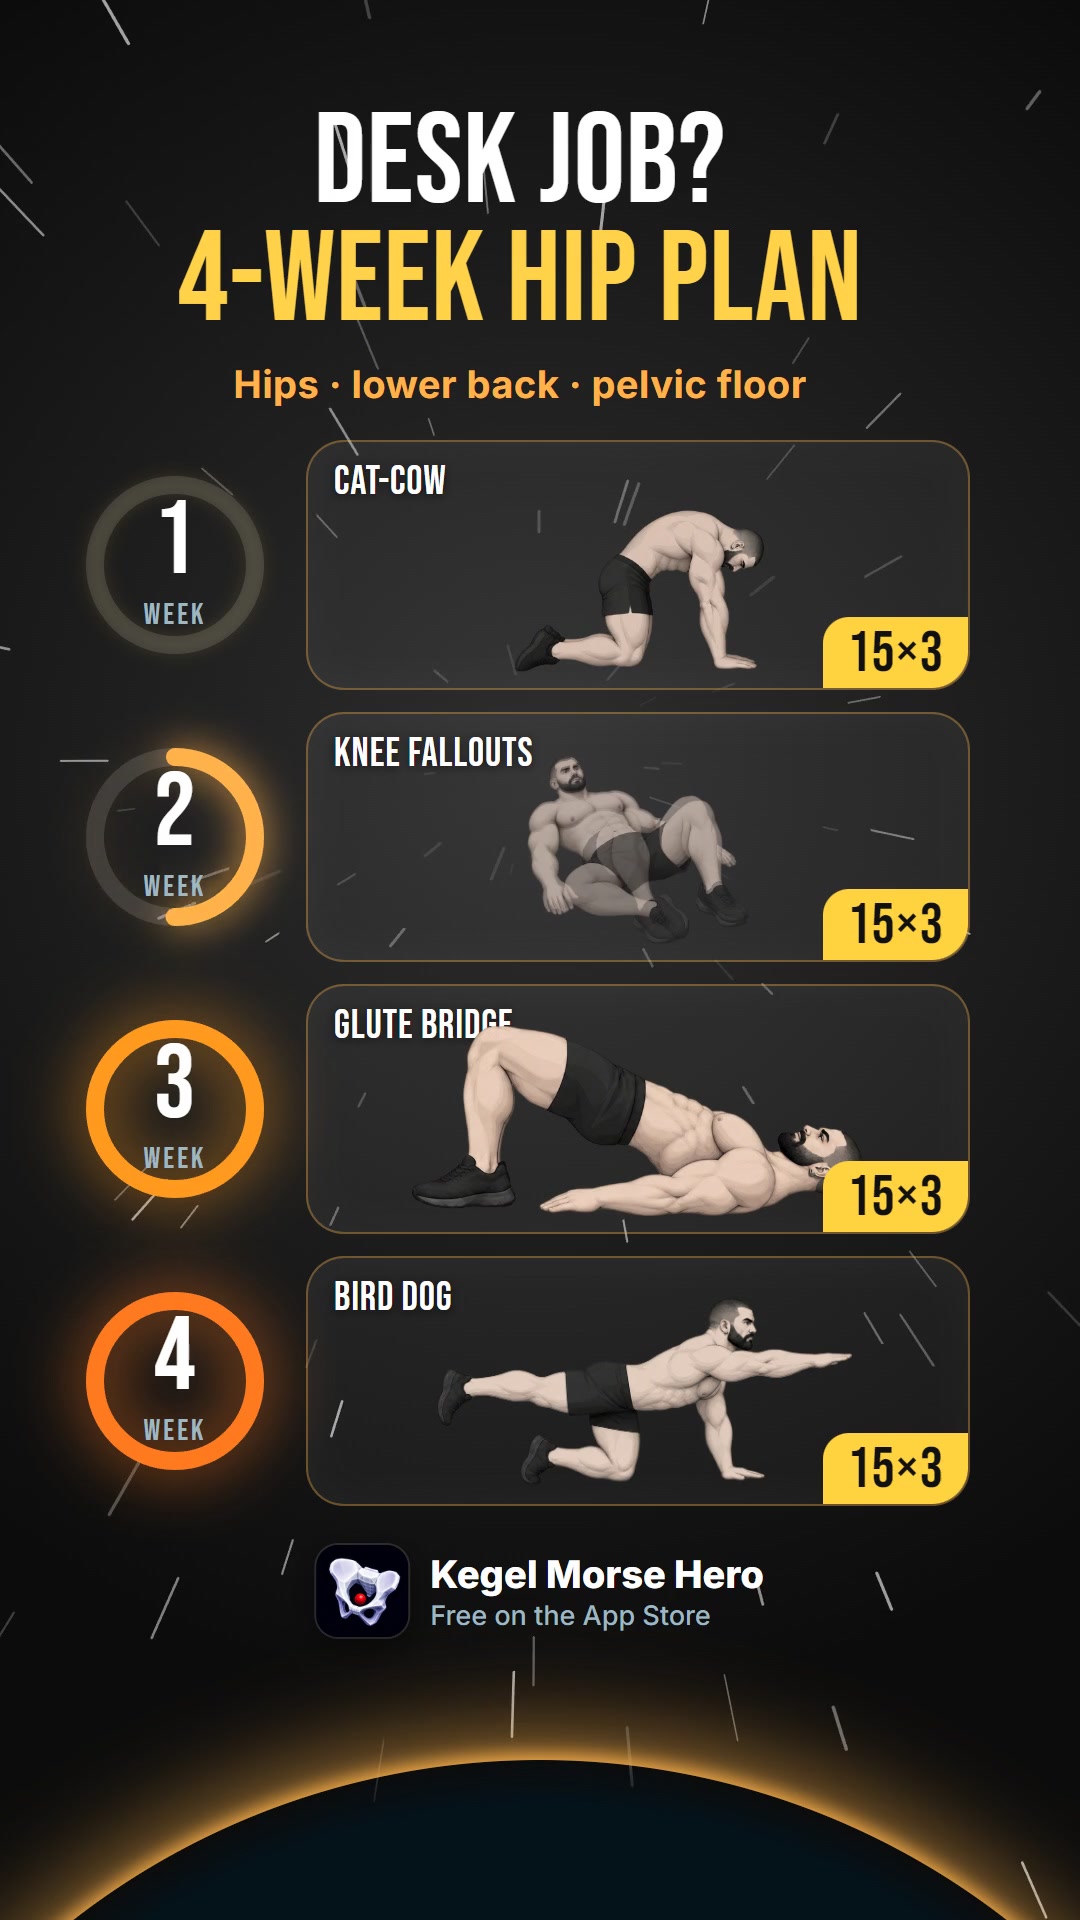 DESK JOB?
4-WEEK HIP PLAN
Hips · lower back · pelvic floor
1
WEEK
CAT-COW
15×3
2
WEEK
KNEE FALLOUTS
15×3
3
WEEK
GLUTE BRIDGE
15×3
4
WEEK
BIRD DOG
15×3
Kegel Morse Hero
Free on the App Store